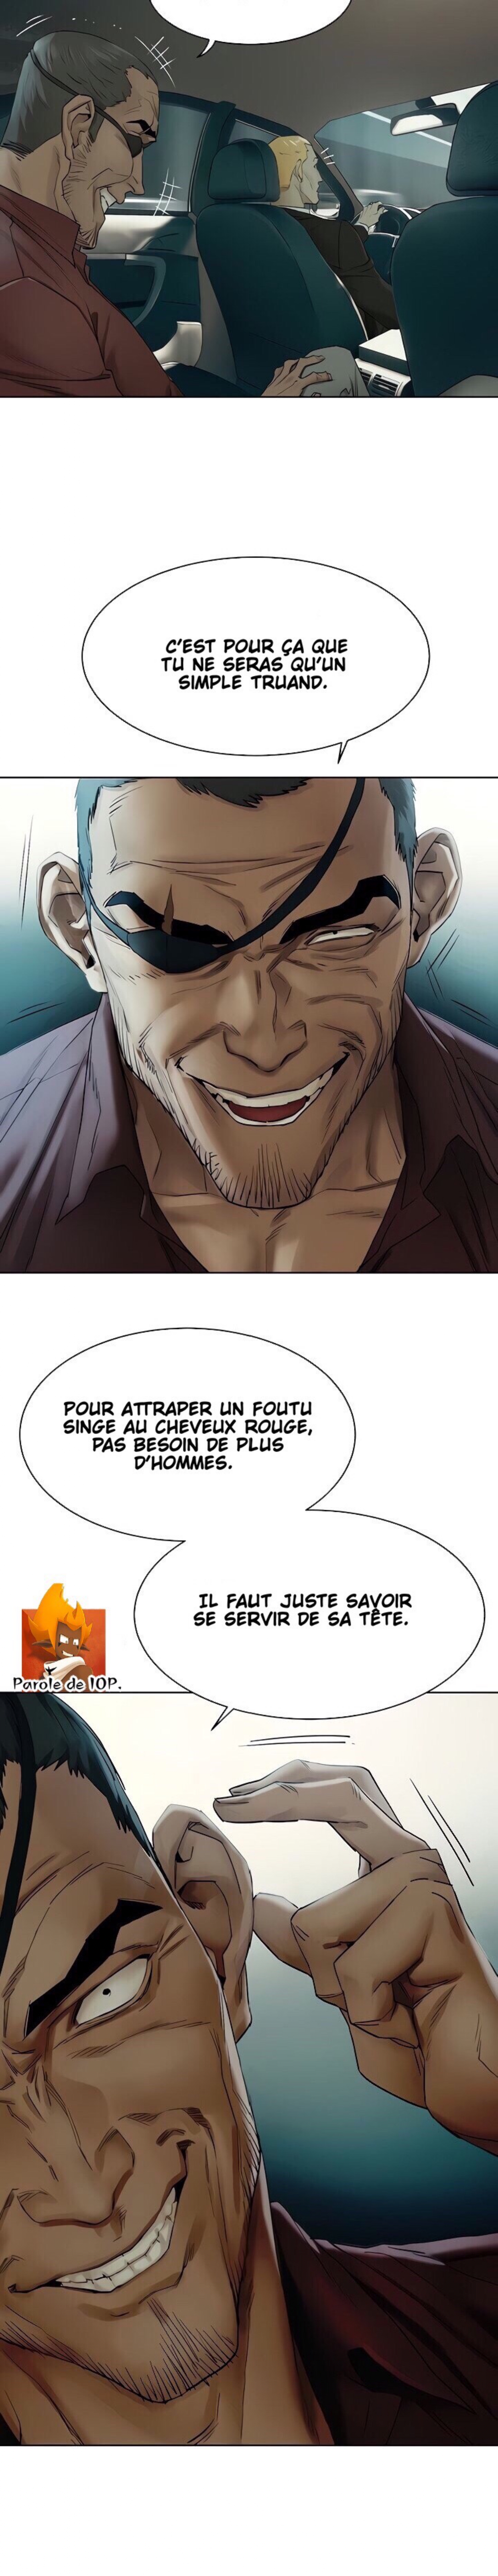 C'EST POUR ÇA QUE
TU NE SERAS QU'UN
SIMPLE TRUAND.
POUR ATTRAPER UN FOUTU
SINGE AU CHEVEUX ROUGE,
PAS BESOIN DE PLUS
D'HOMMES.
IL FAUT JUSTE SAVOIR
SE SERVIR DE SA TÊTE.
Parole de IOP.